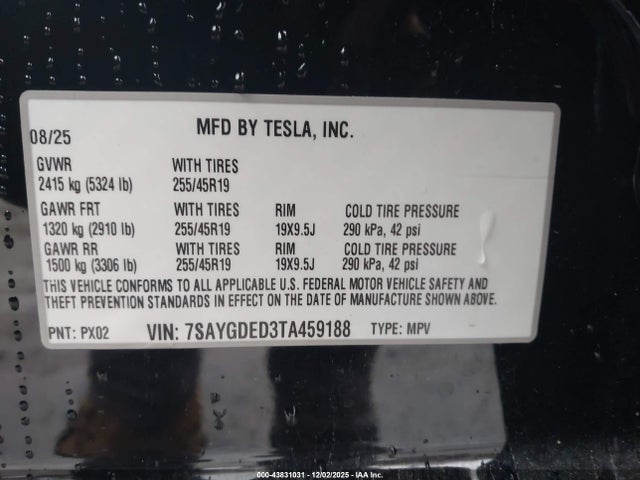 08/25
MFD BY TESLA, INC.
GVWR WITH TIRES
2415 kg (5324 lb) 255/45R19
GAWR FRT WITH TIRES RIM COLD TIRE PRESSURE
1320 kg (2910 lb) 255/45R19 19X9.5J 290 kPa, 42 psi
GAWR RR WITH TIRES RIM COLD TIRE PRESSURE
1500 kg (3306 lb) 255/45R19 19X9.5J 290 kPa, 42 psi
THIS VEHICLE CONFORMS TO ALL APPLICABLE U.S. FEDERAL MOTOR VEHICLE SAFETY AND
THEFT PREVENTION STANDARDS IN EFFECT ON THE DATE OF MANUFACTURE SHOWN ABOVE.
PNT: PX02 VIN: 7SAYGDED3TA459188 TYPE: MPV
000-43831031 - 12/02/2025 - IAA Inc.